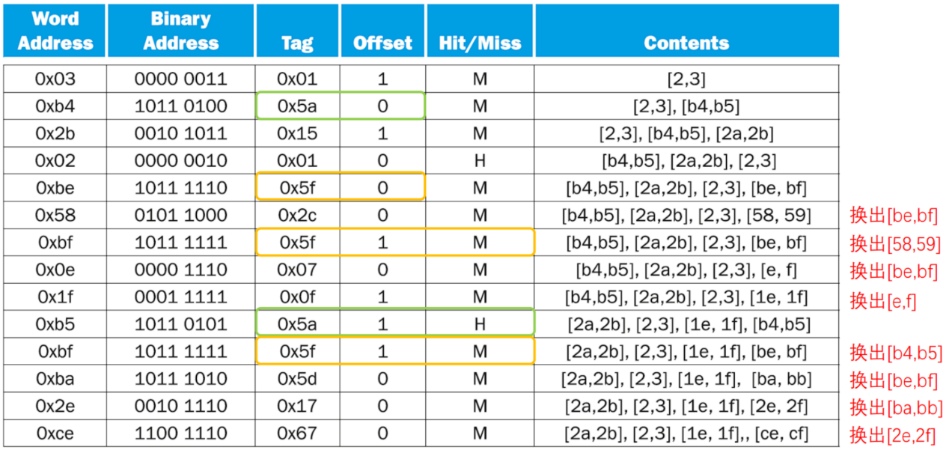 Word Address Binary Address Tag Offset Hit/Miss Contents
0x03 0000 0011 0x01 1 M [2,3]
0xb4 1011 0100 0x5a 0 M [2,3], [b4,b5]
0x2b 0010 1011 0x15 1 M [2,3], [b4,b5], [2a,2b]
0x02 0000 0010 0x01 0 H [b4,b5], [2a,2b], [2,3]
0xbe 1011 1110 0x5f 0 M [b4,b5], [2a,2b], [2,3], [be, bf]
0x58 0101 1000 0x2c 0 M [b4,b5], [2a,2b], [2,3], [58, 59] 换出[be,bf]
0xbf 1011 1111 0x5f 1 M [b4,b5], [2a,2b], [2,3], [be, bf] 换出[58,59]
0x0e 0000 1110 0x07 0 M [b4,b5], [2a,2b], [2,3], [e, f] 换出[be,bf]
0x1f 0001 1111 0x0f 1 M [b4,b5], [2a,2b], [2,3], [1e, 1f] 换出[e,f]
0xb5 1011 0101 0x5a 1 H [2a,2b], [2,3], [1e, 1f], [b4,b5]
0xbf 1011 1111 0x5f 1 M [2a,2b], [2,3], [1e, 1f], [be, bf] 换出[b4,b5]
0xba 1011 1010 0x5d 0 M [2a,2b], [2,3], [1e, 1f], [ba, bb] 换出[be,bf]
0x2e 0010 1110 0x17 0 M [2a,2b], [2,3], [1e, 1f], [2e, 2f] 换出[ba,bb]
0xce 1100 1110 0x67 0 M [2a,2b], [2,3], [1e, 1f],, [ce, cf] 换出[2e,2f]